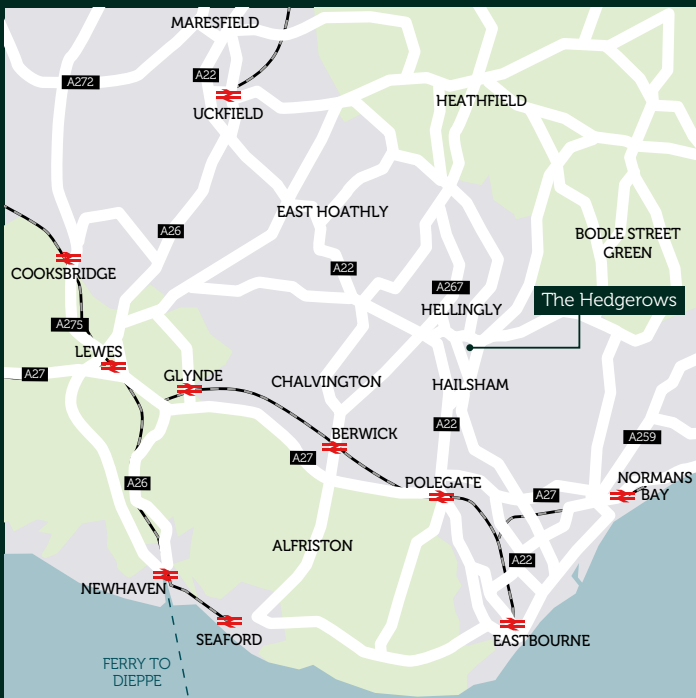 MARESFIELD
A272
A22
UCKFIELD
HEATHFIELD
EAST HOATHLY
A26
BODLE STREET
GREEN
COOKSBRIDGE
A22
A267
The Hedgerows
HELLINGLY
A275
LEWES
A27
GLYNDE
CHALVINGTON
HAILSHAM
A22
BERWICK
A259
A27
A26
POLEGATE
A27
NORMANS
BAY
ALFRISTON
A22
NEWHAVEN
SEAFORD
EASTBOURNE
FERRY TO
DIEPPE